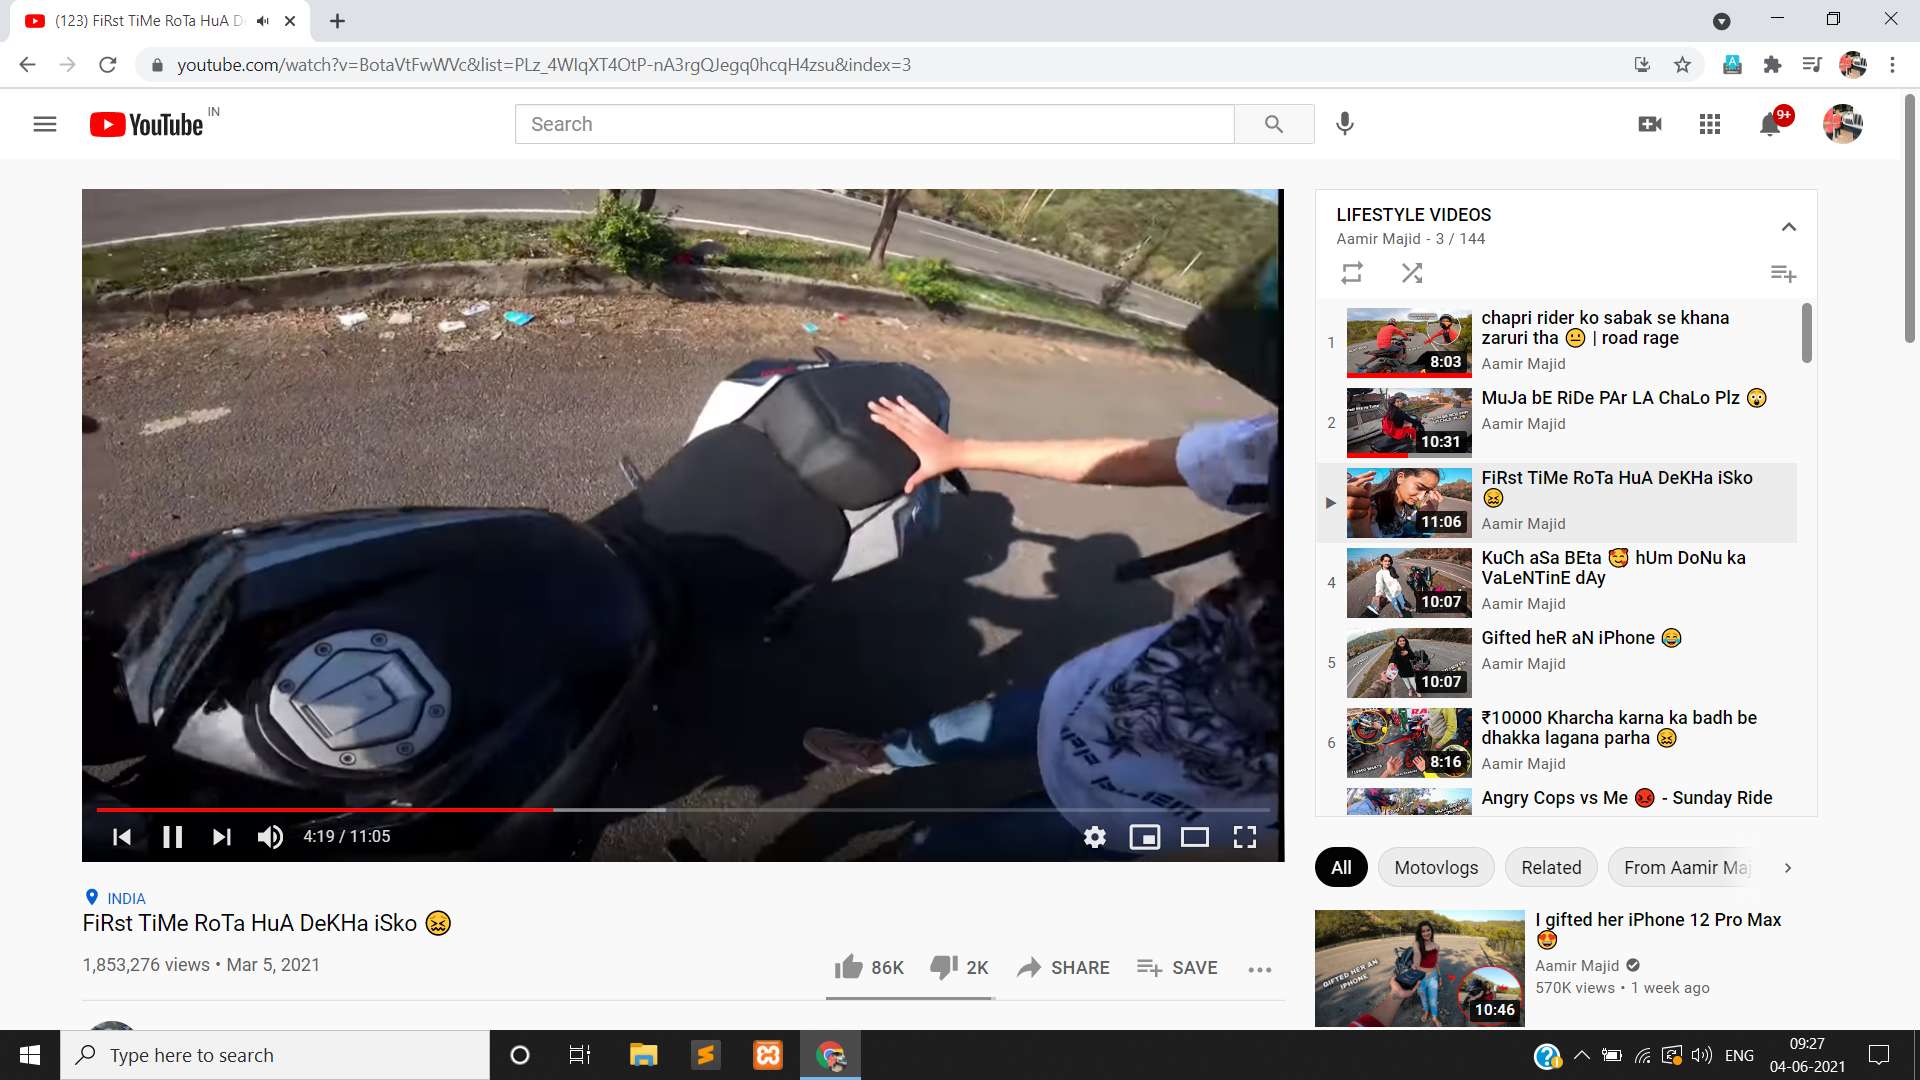 (123) FiRst TiMe RoTa HuA D
youtube.com/watch?v=BotaVtFwWVc&list=PLz_4WIqXT4OtP-nA3rgQJegq0hcqH4zsu&index=3
YouTube IN
Search
9+
LIFESTYLE VIDEOS
Aamir Majid - 3 / 144
1
chapri rider ko sabak se khana
zaruri tha 😐 | road rage
8:03
Aamir Majid
2
MuJa bE RiDe PAr LA ChaLo Plz 😲
10:31
Aamir Majid
FiRst TiMe RoTa HuA DeKHa iSko
😖
11:06
Aamir Majid
4
KuCh aSa BEta 🥰 hUm DoNu ka
VaLeNTinE dAy
10:07
Aamir Majid
5
Gifted heR aN iPhone 😂
10:07
Aamir Majid
6
₹10000 Kharcha karna ka badh be
dhakka lagana parha 😖
8:16
Aamir Majid
Angry Cops vs Me 😡 - Sunday Ride
4:19 / 11:05
All
Motovlogs
Related
From Aamir Maj
INDIA
FiRst TiMe RoTa HuA DeKHa iSko 😖
1,853,276 views • Mar 5, 2021
86K
2K
SHARE
SAVE
I gifted her iPhone 12 Pro Max
😍
Aamir Majid
570K views • 1 week ago
GIFTED HER AN
IPHONE
10:46
Type here to search
ENG
09:27
04-06-2021